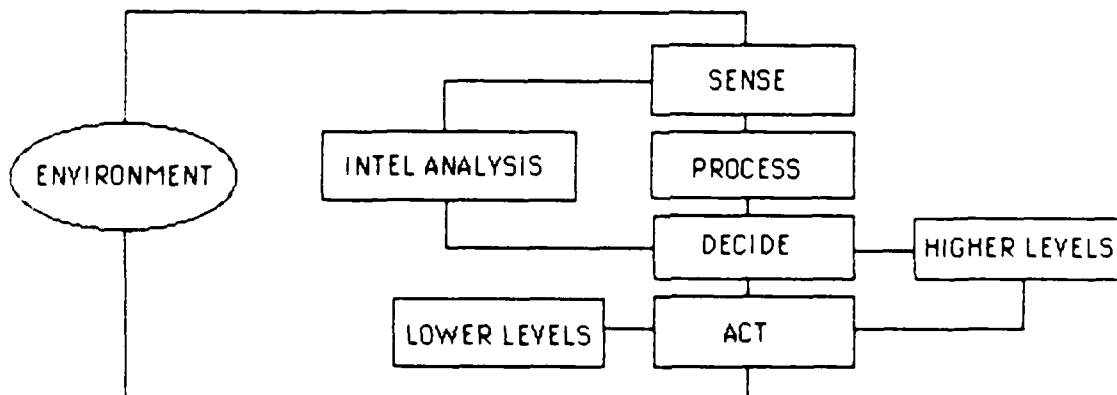 SENSE
ENVIRONMENT
INTEL ANALYSIS
PROCESS
DECIDE
HIGHER LEVELS
LOWER LEVELS
ACT